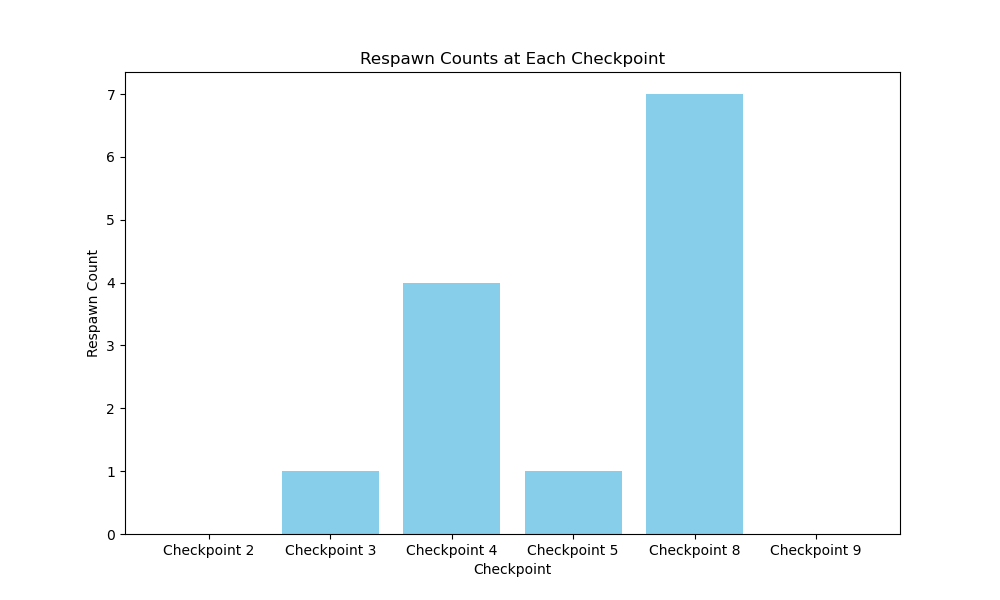 Respawn Counts at Each Checkpoint
7
6
5
4
3
2
1
0
Respawn Count
Checkpoint 2 Checkpoint 3 Checkpoint 4 Checkpoint 5 Checkpoint 8 Checkpoint 9
Checkpoint